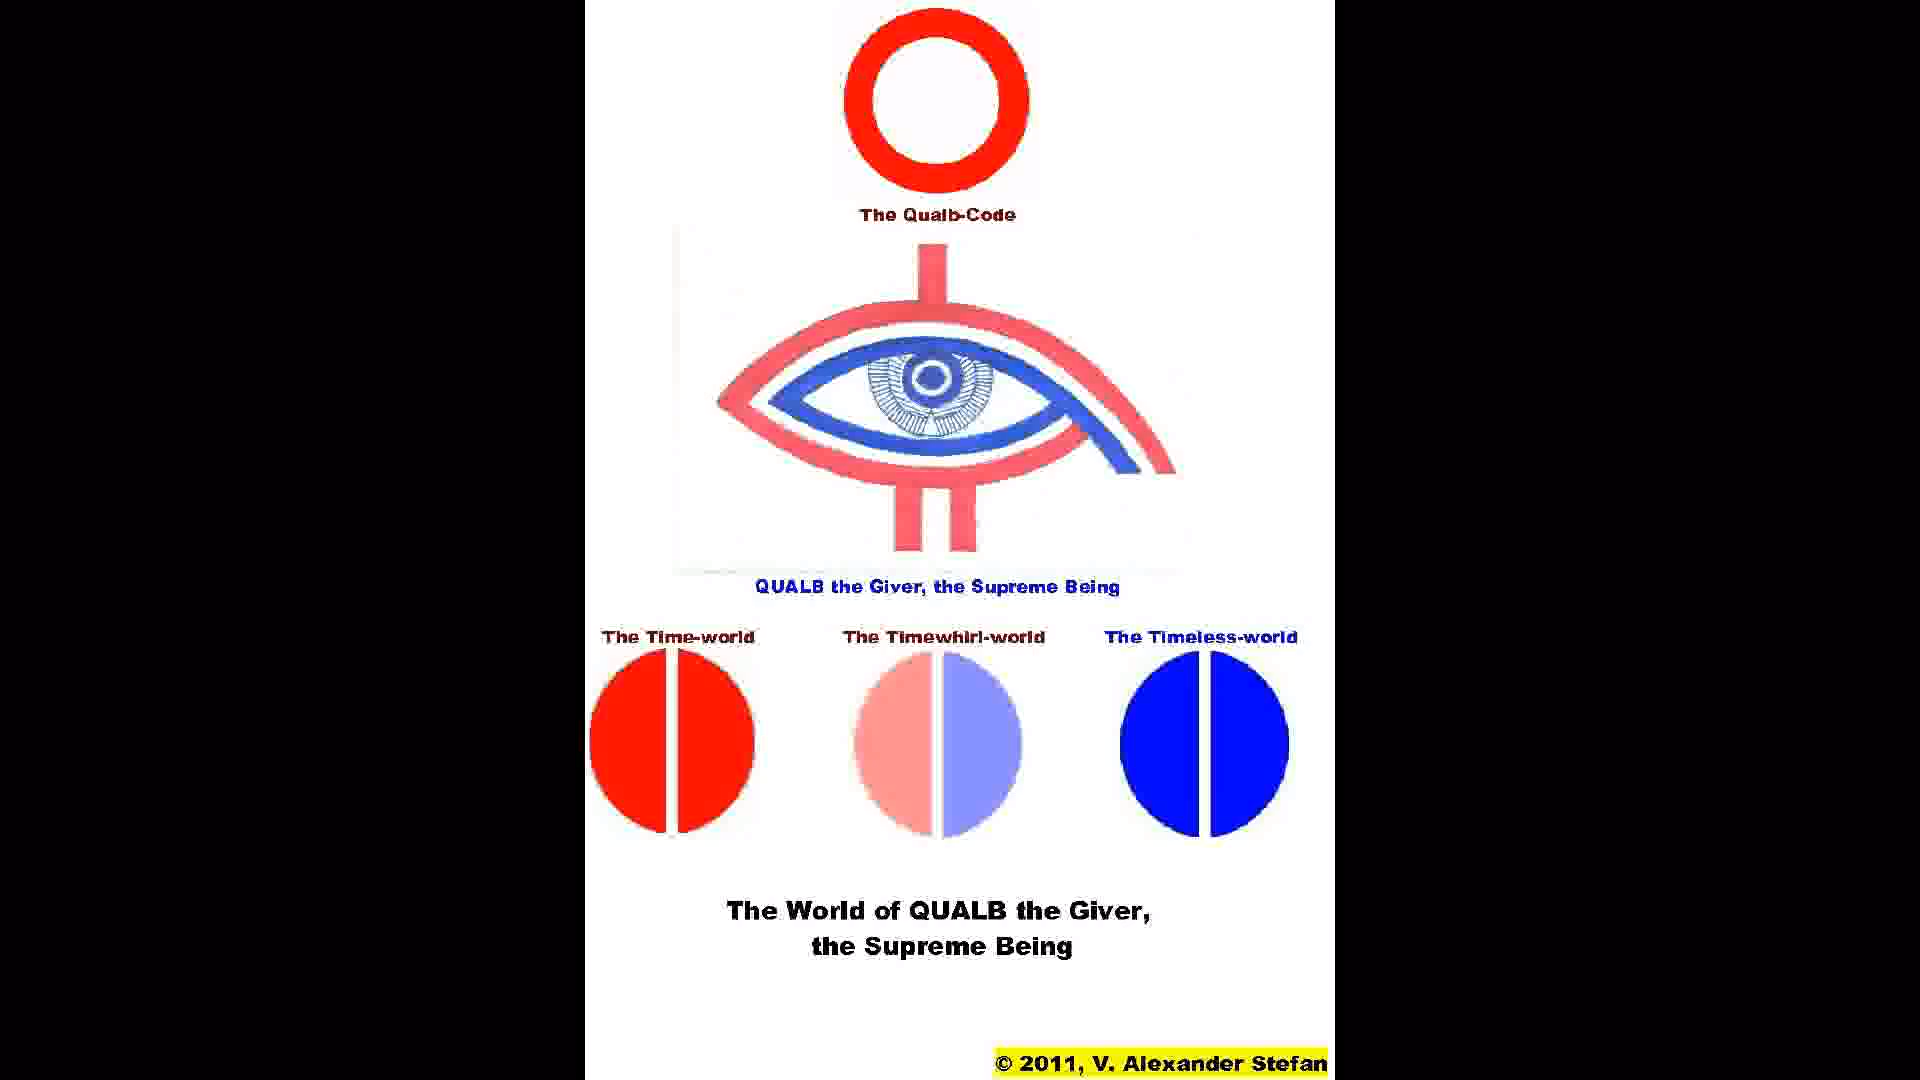 The Qualb-Code
QUALB the Giver, the Supreme Being
The Time-world
The Timewhirl-world
The Timeless-world
The World of QUALB the Giver,
the Supreme Being
© 2011, V. Alexander Stefan